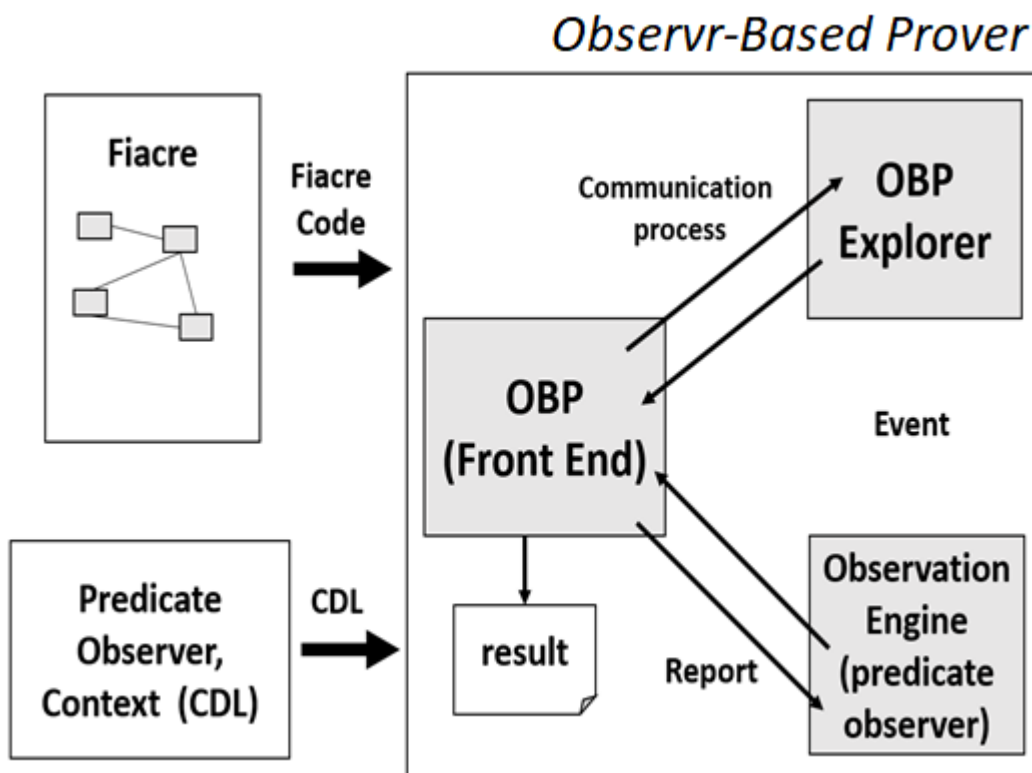 Observr-Based Prover
Fiacre
Fiacre
Code
Communication
process
OBP
Explorer
OBP
(Front End)
Event
Predicate
Observer,
Context (CDL)
CDL
result
Report
Observation
Engine
(predicate
observer)